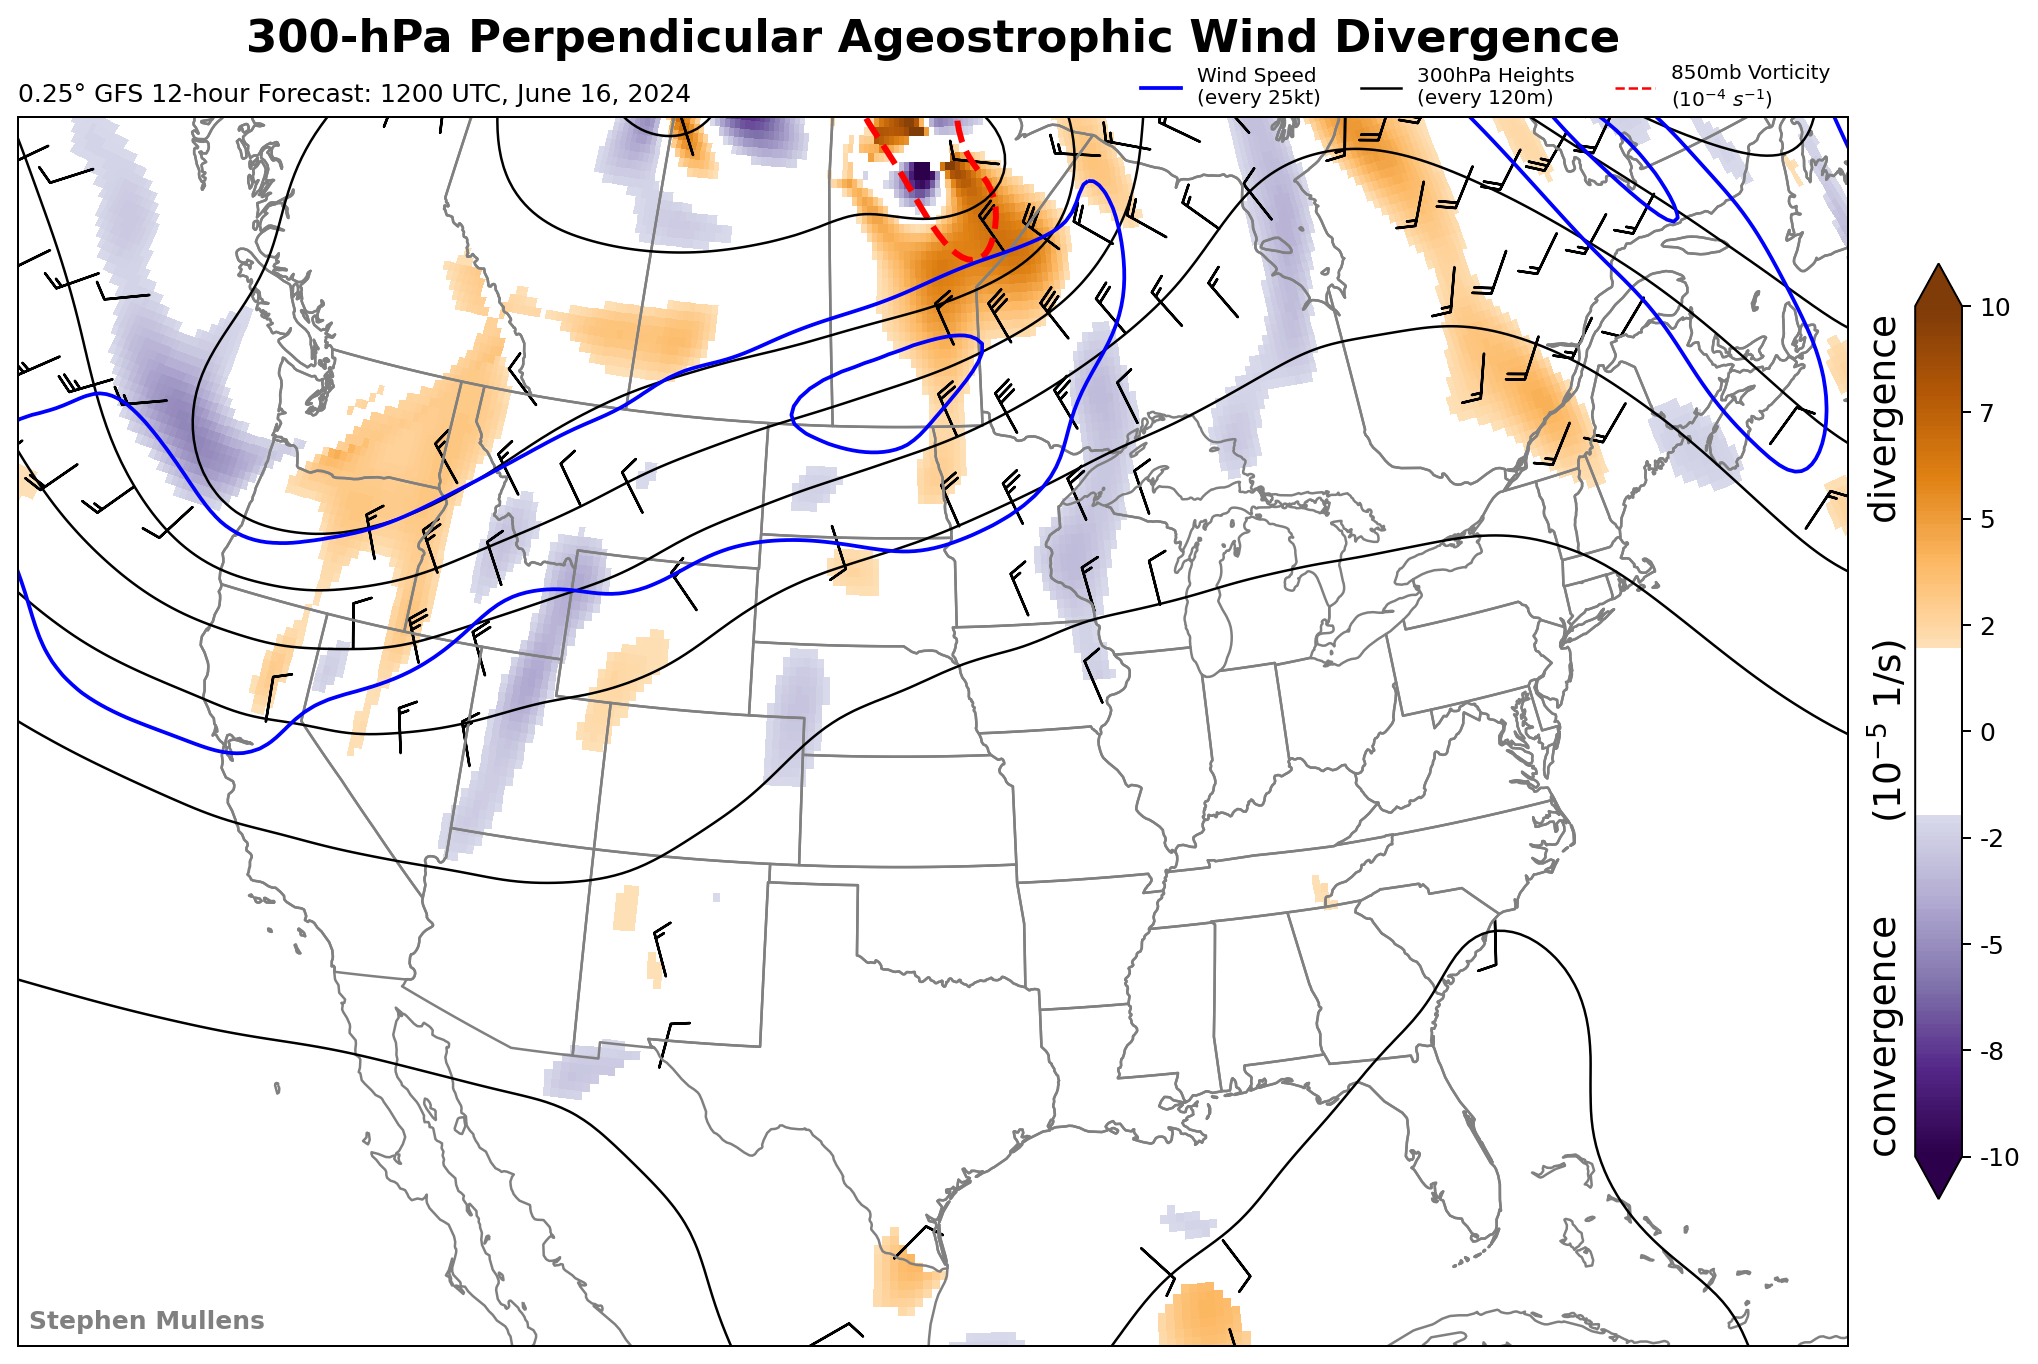 300-hPa Perpendicular Ageostrophic Wind Divergence
0.25° GFS 12-hour Forecast: 1200 UTC, June 16, 2024
Wind Speed
(every 25kt)
300hPa Heights
(every 120m)
850mb Vorticity
(10⁻⁴ s⁻¹)
10
7
5
2
0
-2
-5
-8
-10
divergence
(10⁻⁵ 1/s)
convergence
Stephen Mullens